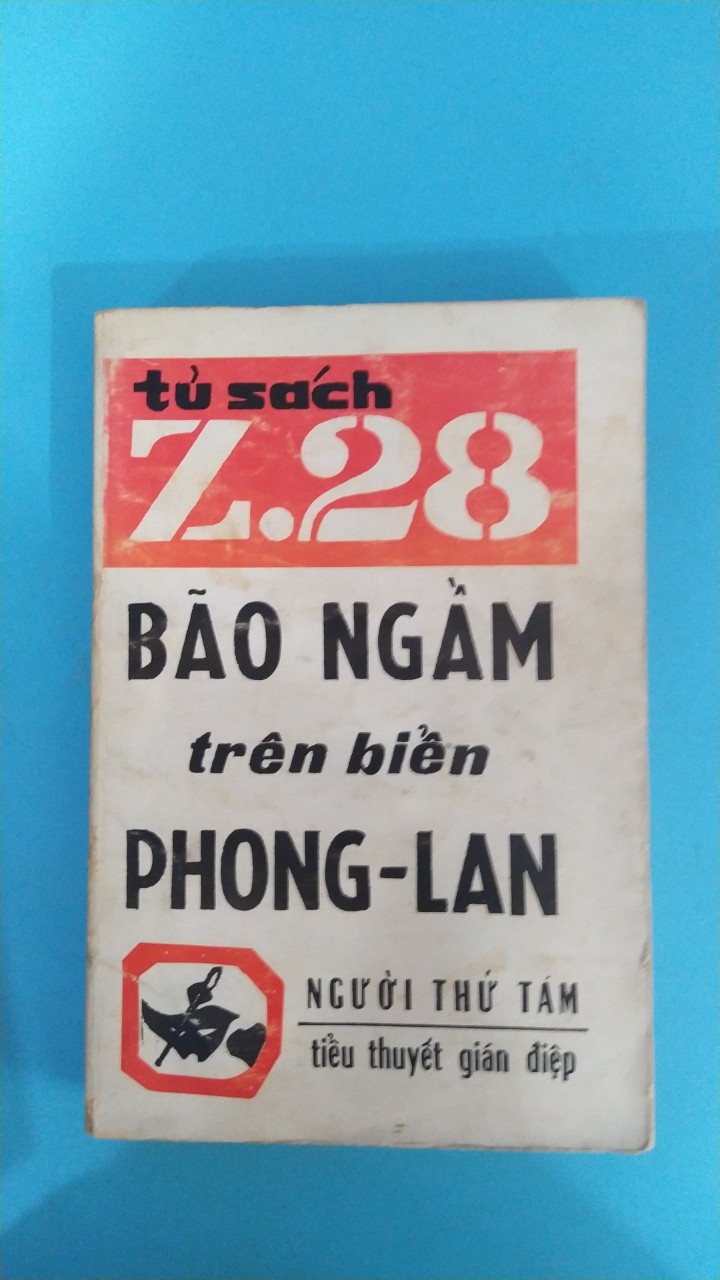 tủ sách
Z.28
BÃO NGẦM
trên biển
PHONG-LAN
NGƯỜI THỨ TÁM
tiểu thuyết gián điệp